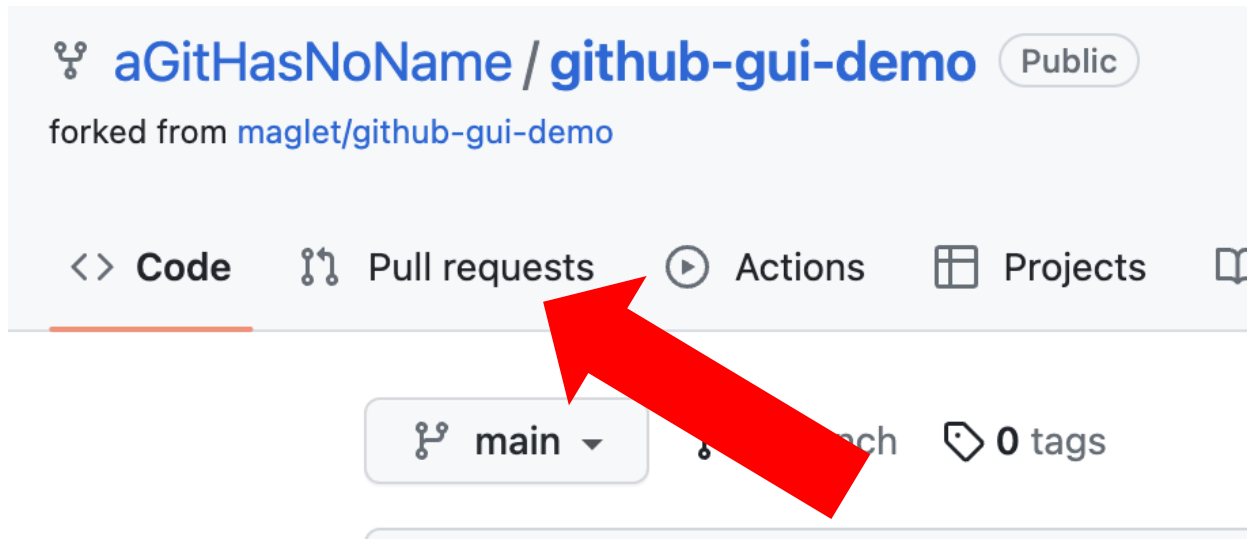 aGitHasNoName / github-gui-demo Public
forked from maglet/github-gui-demo
Code Pull requests Actions Projects
main 0 tags